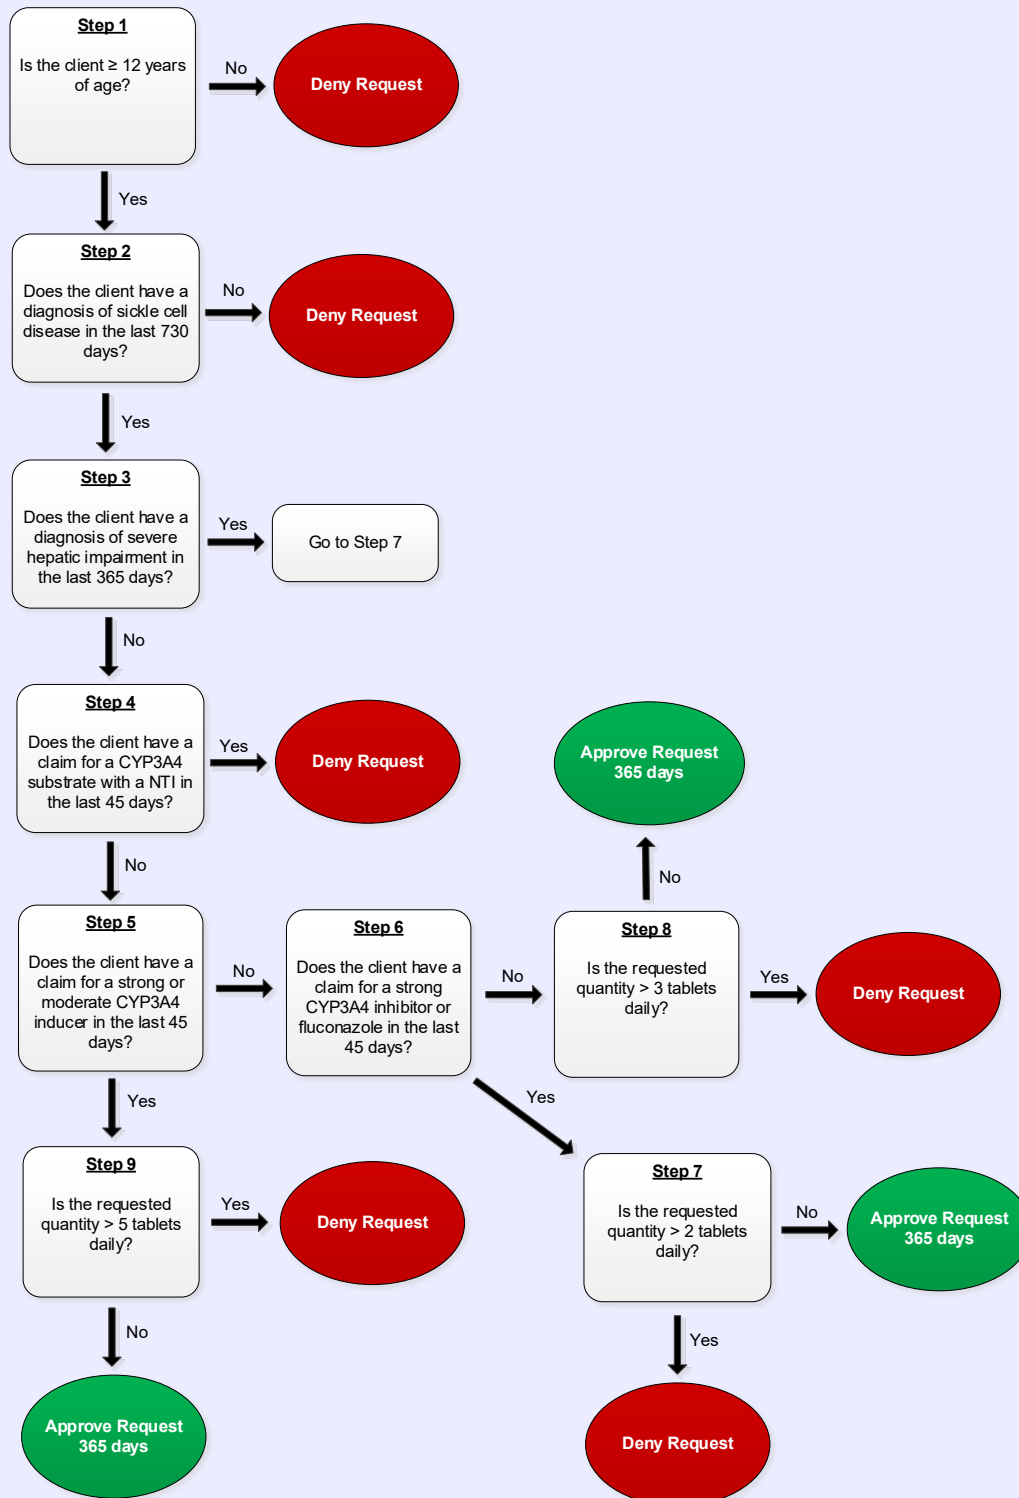 Step 1
Is the client ≥ 12 years
of age?
No
Deny Request
Yes
Step 2
Does the client have a
diagnosis of sickle cell
disease in the last 730
days?
No
Deny Request
Yes
Step 3
Does the client have a
diagnosis of severe
hepatic impairment in
the last 365 days?
Yes
Go to Step 7
No
Step 4
Does the client have a
claim for a CYP3A4
substrate with a NTI in
the last 45 days?
Yes
Deny Request
Approve Request
365 days
No
No
Step 5
Does the client have a
claim for a strong or
moderate CYP3A4
inducer in the last 45
days?
No
Step 6
Does the client have a
claim for a strong
CYP3A4 inhibitor or
fluconazole in the last
45 days?
No
Step 8
Is the requested
quantity > 3 tablets
daily?
Yes
Deny Request
Yes
Yes
Step 9
Is the requested
quantity > 5 tablets
daily?
Yes
Deny Request
Step 7
Is the requested
quantity > 2 tablets
daily?
No
Approve Request
365 days
No
Yes
Approve Request
365 days
Deny Request